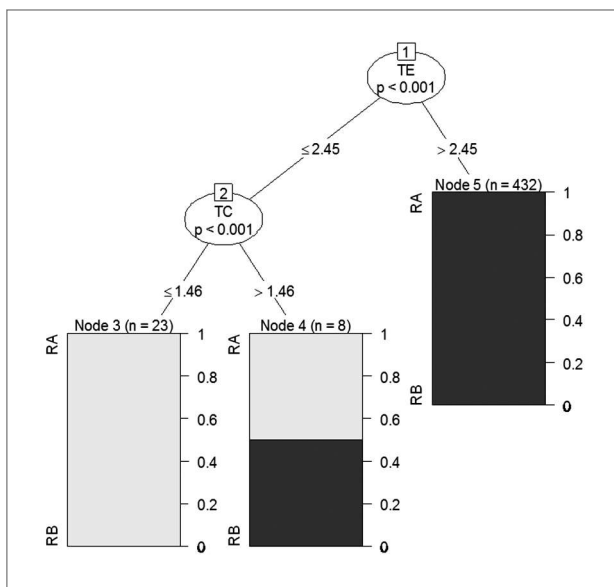 1
TE
p < 0.001
≤2.45
> 2.45
2
TC
p < 0.001
≤1.46
> 1.46
Node 3 (n = 23)
RA
RB
1
0.8
0.6
0.4
0.2
0
Node 4 (n = 8)
RA
RB
1
0.8
0.6
0.4
0.2
0
Node 5 (n = 432)
RA
RB
1
0.8
0.6
0.4
0.2
0